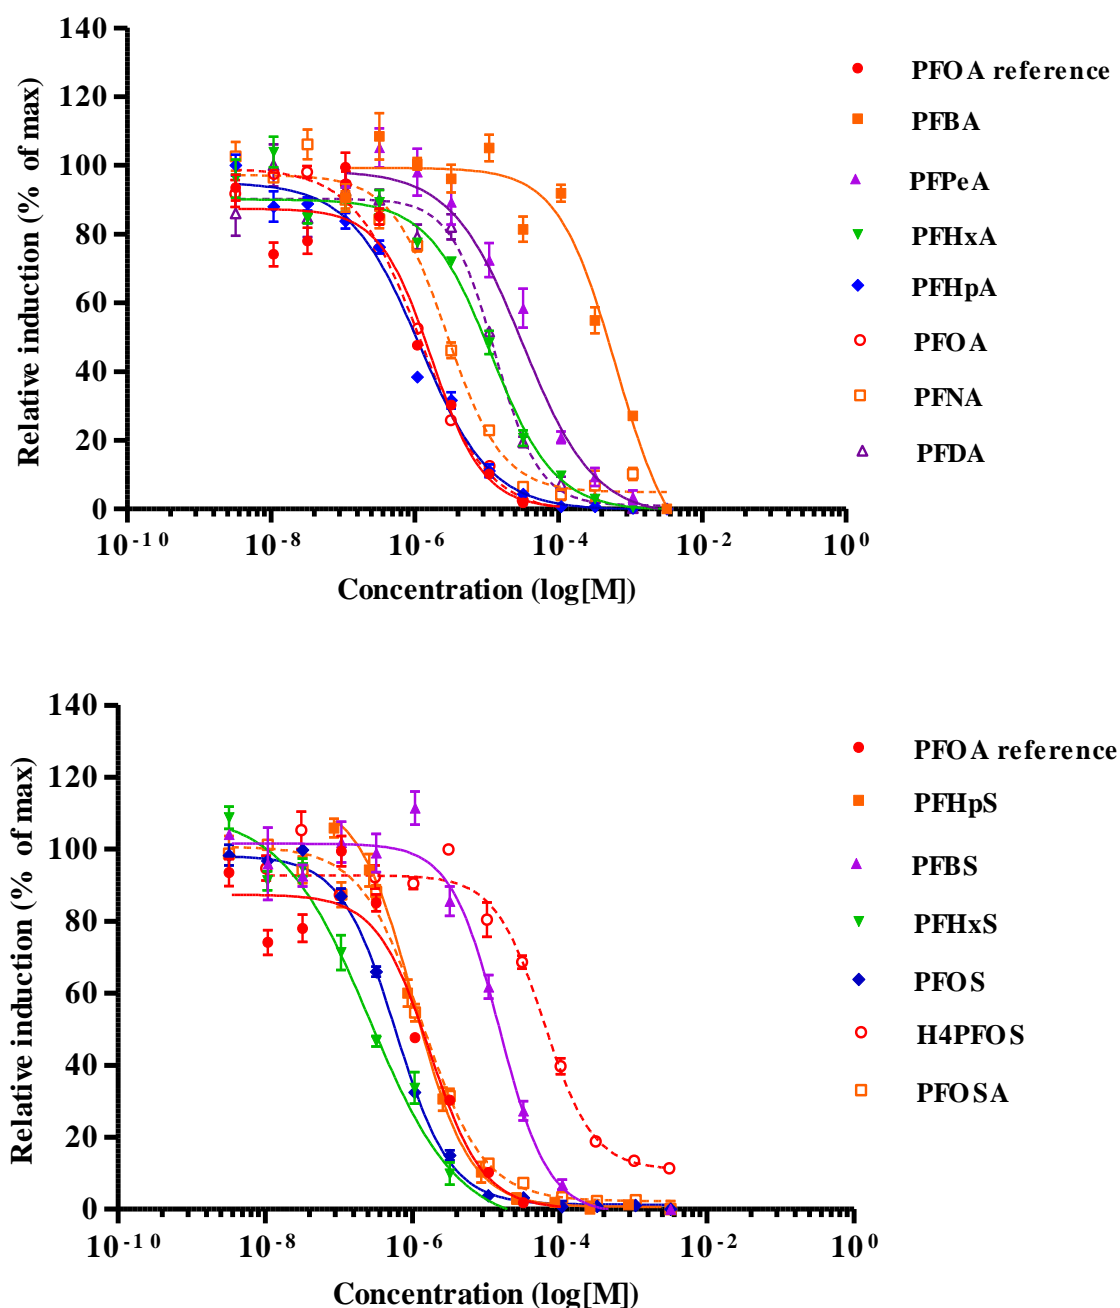 140
120
100
80
60
40
20
0
Relative induction (% of max)
10-10
10-8
10-6
10-4
10-2
100
Concentration (log[M])
PFOA reference
PFBA
PFPeA
PFHxA
PFHpA
PFOA
PFNA
PFDA
140
120
100
80
60
40
20
0
Relative induction (% of max)
10-10
10-8
10-6
10-4
10-2
100
Concentration (log[M])
PFOA reference
PFHpS
PFBS
PFHxS
PFOS
H4PFOS
PFOSA